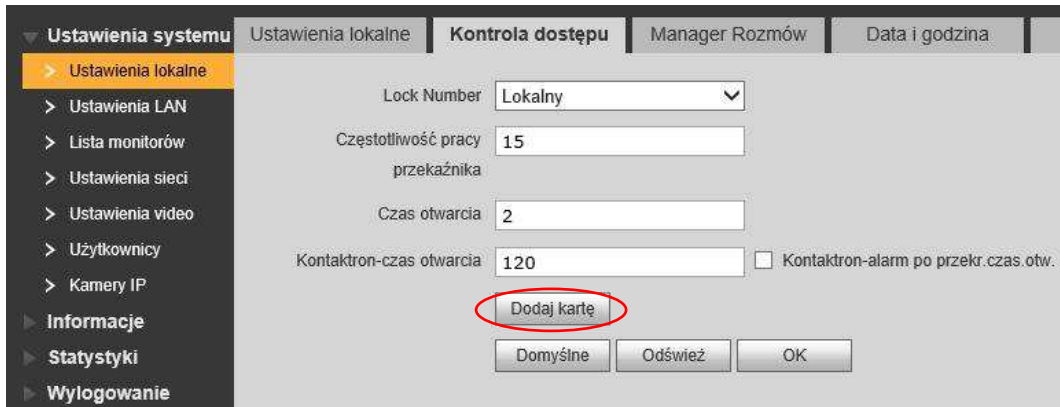 Ustawienia systemu
Ustawienia lokalne
Ustawienia LAN
Lista monitorów
Ustawienia sieci
Ustawienia video
Użytkownicy
Kamery IP
Informacje
Statystyki
Wylogowanie
Ustawienia lokalne
Kontrola dostępu
Manager Rozmów
Data i godzina
Lock Number
Lokalny
Częstotliwość pracy
przekaźnika
15
Czas otwarcia
2
Kontaktron-czas otwarcia
120
Kontaktron-alarm po przekr.czas.otw.
Dodaj kartę
Domyślne
Odśwież
OK